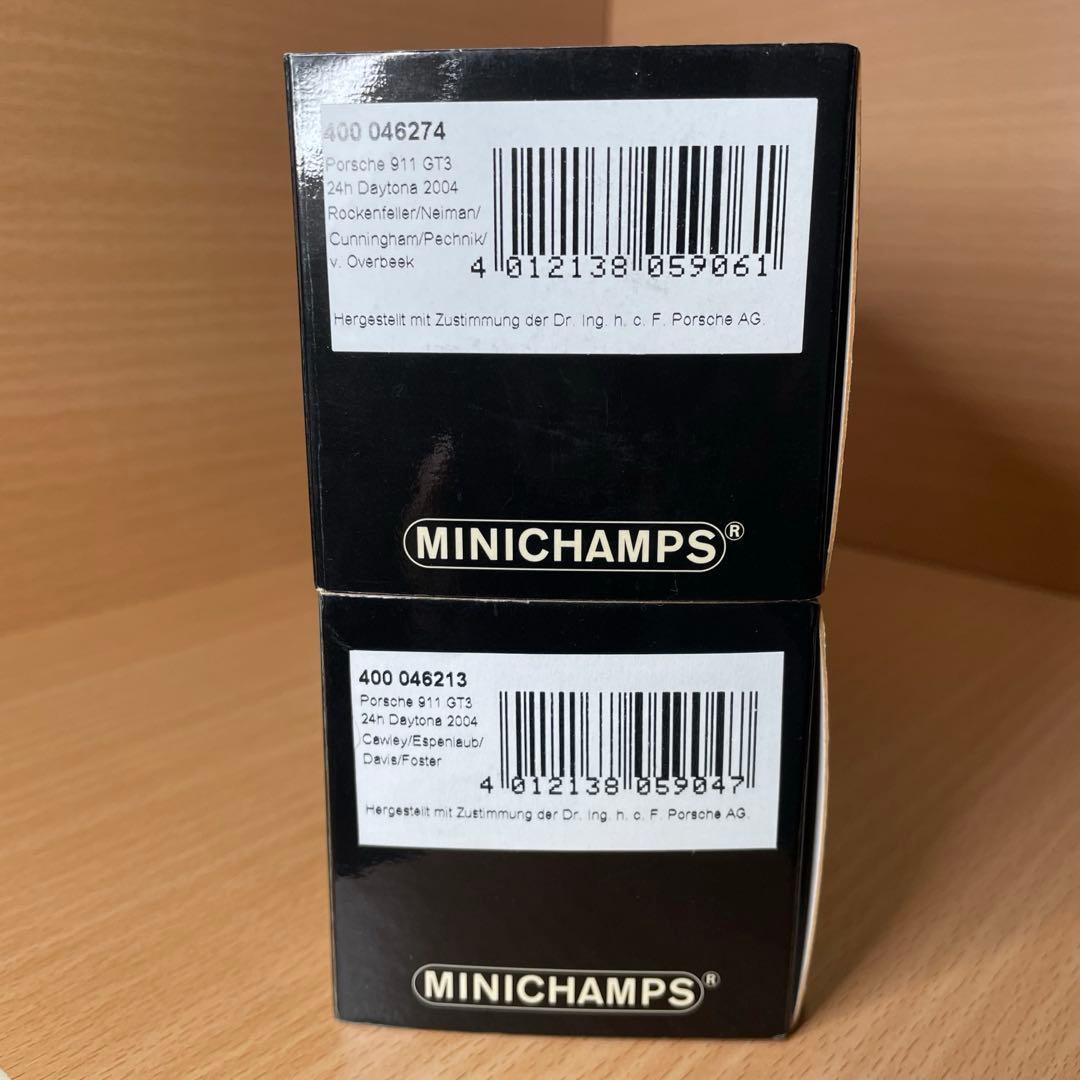 400 046274
Porsche 911 GT3
24h Daytona 2004
Rockenfeller/Neiman/
Cunningham/Pechnik/
v. Overbeek
4 012138 059061
Hergestellt mit Zustimmung der Dr. Ing. h. c. F. Porsche AG.
MINICHAMPS®
400 046213
Porsche 911 GT3
24h Daytona 2004
Cawley/Espenlaub/
Davis/Foster
4 012138 059047
Hergestellt mit Zustimmung der Dr. Ing. h. c. F. Porsche AG.
MINICHAMPS®